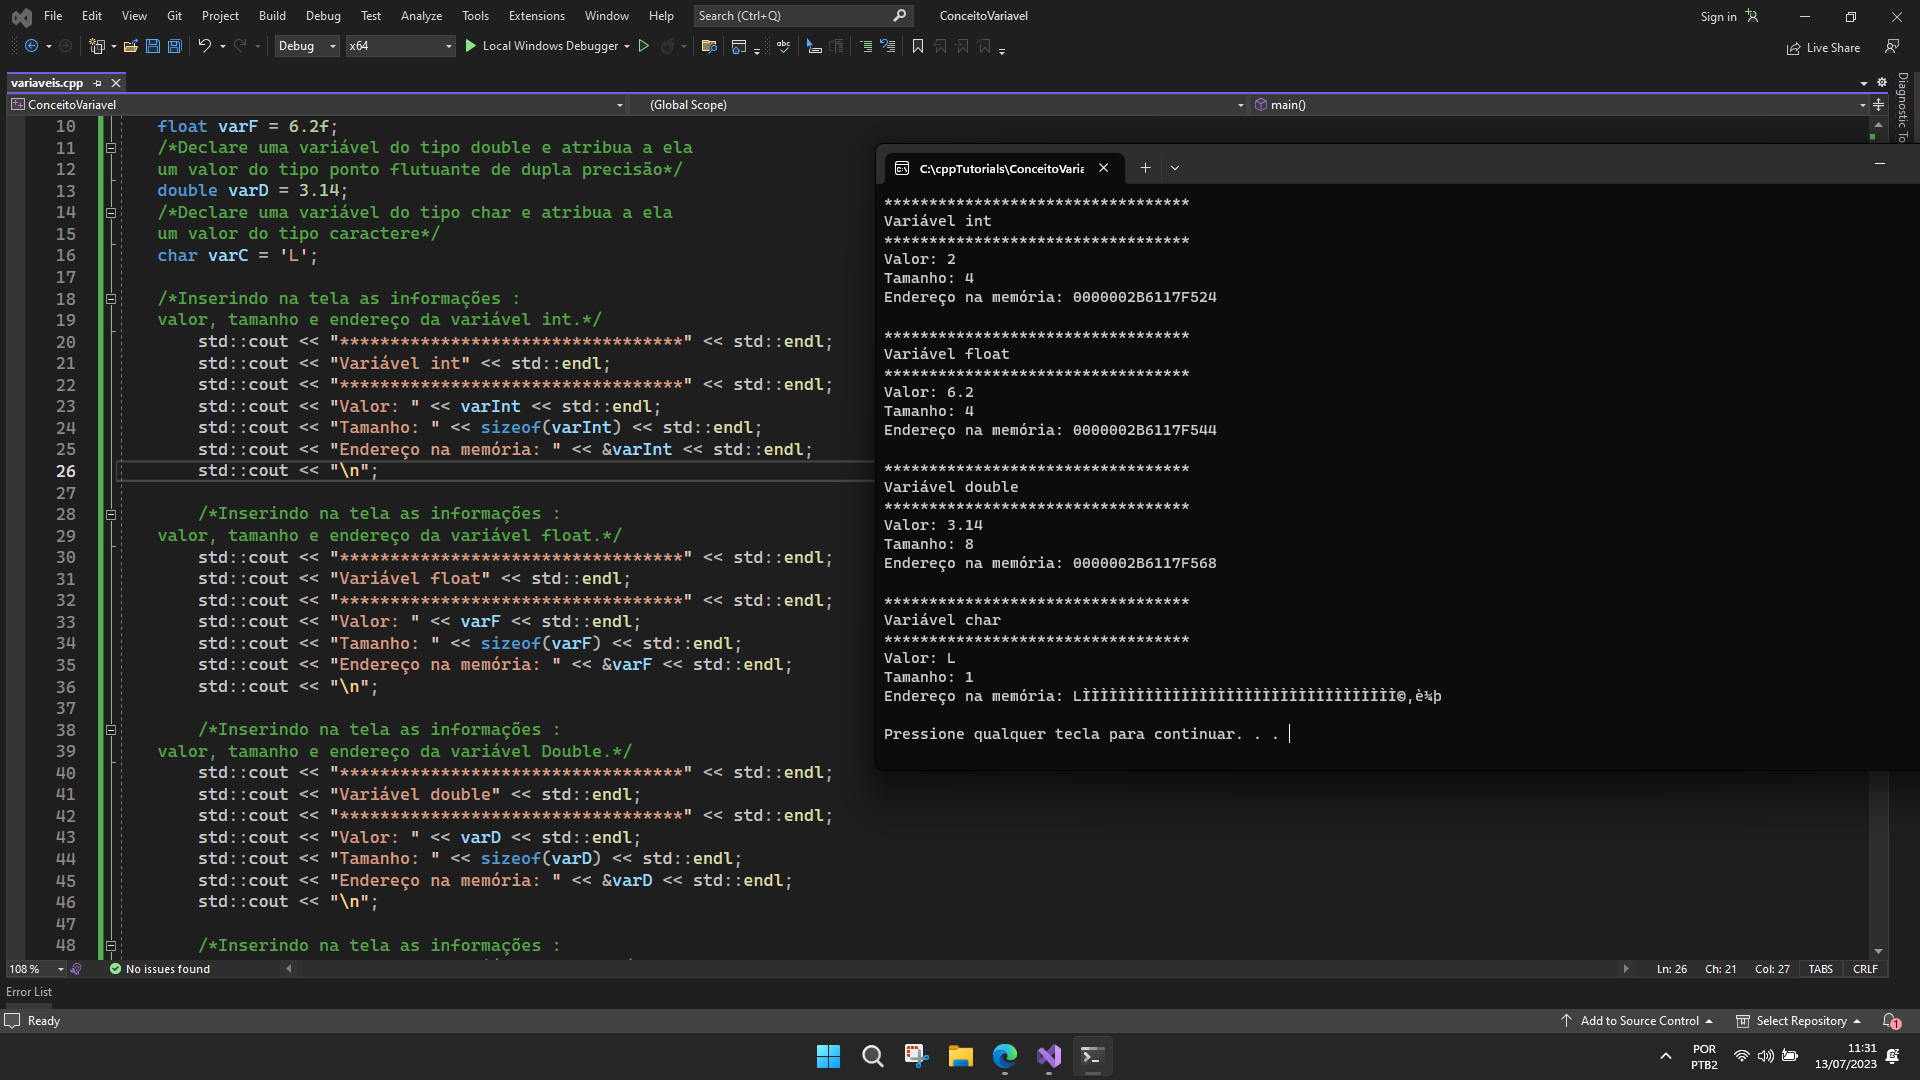 File Edit View Git Project Build Debug Test Analyze Tools Extensions Window Help Search (Ctrl+Q) ConceitoVariavel Sign in
Debug x64 Local Windows Debugger Live Share
variaveis.cpp
ConceitoVariavel (Global Scope) main()
Diagnostic To
10 float varF = 6.2f;
11 /*Declare uma variável do tipo double e atribua a ela
12 um valor do tipo ponto flutuante de dupla precisão*/
13 double varD = 3.14;
14 /*Declare uma variável do tipo char e atribua a ela
15 um valor do tipo caractere*/
16 char varC = 'L';
17
18 /*Inserindo na tela as informações :
19 valor, tamanho e endereço da variável int.*/
20 std::cout << "**********************************" << std::endl;
21 std::cout << "Variável int" << std::endl;
22 std::cout << "**********************************" << std::endl;
23 std::cout << "Valor: " << varInt << std::endl;
24 std::cout << "Tamanho: " << sizeof(varInt) << std::endl;
25 std::cout << "Endereço na memória: " << &varInt << std::endl;
26 std::cout << "\n";
27
28 /*Inserindo na tela as informações :
29 valor, tamanho e endereço da variável float.*/
30 std::cout << "**********************************" << std::endl;
31 std::cout << "Variável float" << std::endl;
32 std::cout << "**********************************" << std::endl;
33 std::cout << "Valor: " << varF << std::endl;
34 std::cout << "Tamanho: " << sizeof(varF) << std::endl;
35 std::cout << "Endereço na memória: " << &varF << std::endl;
36 std::cout << "\n";
37
38 /*Inserindo na tela as informações :
39 valor, tamanho e endereço da variável Double.*/
40 std::cout << "**********************************" << std::endl;
41 std::cout << "Variável double" << std::endl;
42 std::cout << "**********************************" << std::endl;
43 std::cout << "Valor: " << varD << std::endl;
44 std::cout << "Tamanho: " << sizeof(varD) << std::endl;
45 std::cout << "Endereço na memória: " << &varD << std::endl;
46 std::cout << "\n";
47
48 /*Inserindo na tela as informações :
C:\cppTutorials\ConceitoVaria
**********************************
Variável int
**********************************
Valor: 2
Tamanho: 4
Endereço na memória: 0000002B6117F524
**********************************
Variável float
**********************************
Valor: 6.2
Tamanho: 4
Endereço na memória: 0000002B6117F544
**********************************
Variável double
**********************************
Valor: 3.14
Tamanho: 8
Endereço na memória: 0000002B6117F568
**********************************
Variável char
**********************************
Valor: L
Tamanho: 1
Endereço na memória: LÌÌÌÌÌÌÌÌÌÌÌÌÌÌÌÌÌÌÌÌÌÌÌÌÌÌÌÌÌÌÌÌÌÌÌ©¸è¾þ
Pressione qualquer tecla para continuar. . .
108 % No issues found Ln: 26 Ch: 21 Col: 27 TABS CRLF
Error List
Ready Add to Source Control Select Repository 1
POR
PTB2
11:31
13/07/2023